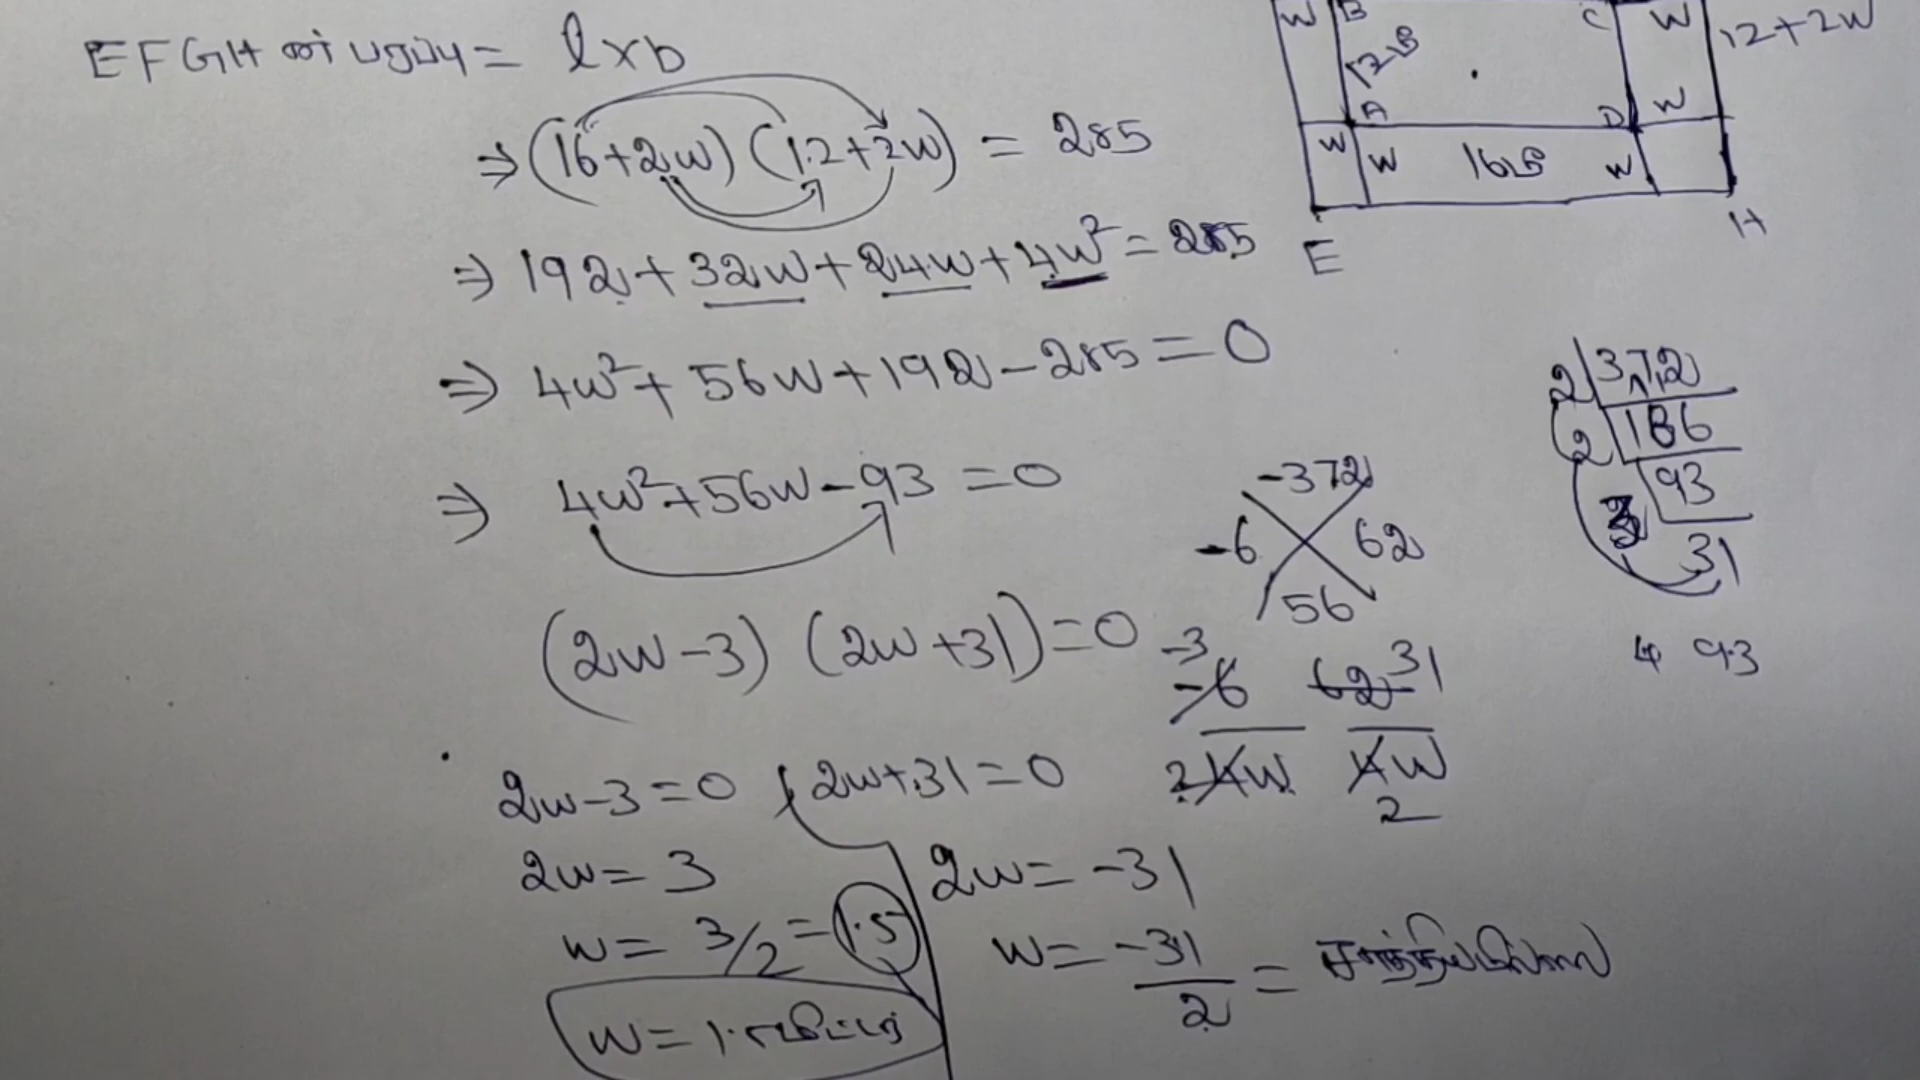 EFGH ன் பரப்பு = l x b
⇒ (16+2w) (12+2w) = 285
⇒ 192 + 32w + 24w + 4w² = 285
⇒ 4w² + 56w + 192 - 285 = 0
⇒ 4w² + 56w - 93 = 0
(2w-3) (2w+31) = 0
2w-3=0 2w+31=0
2w = 3
w = 3/2 = 1.5
w = 1.5 மீட்டர்
2w = -31
w = -31/2 = சாத்தியமில்லை
W B C W 12+2w
12மீ
A D W
W W 16மீ W
E H
-372
-6 62
56
-3 31
-6 62
2 4w 4w
2
2 372
2 186
3 93
31
4 93